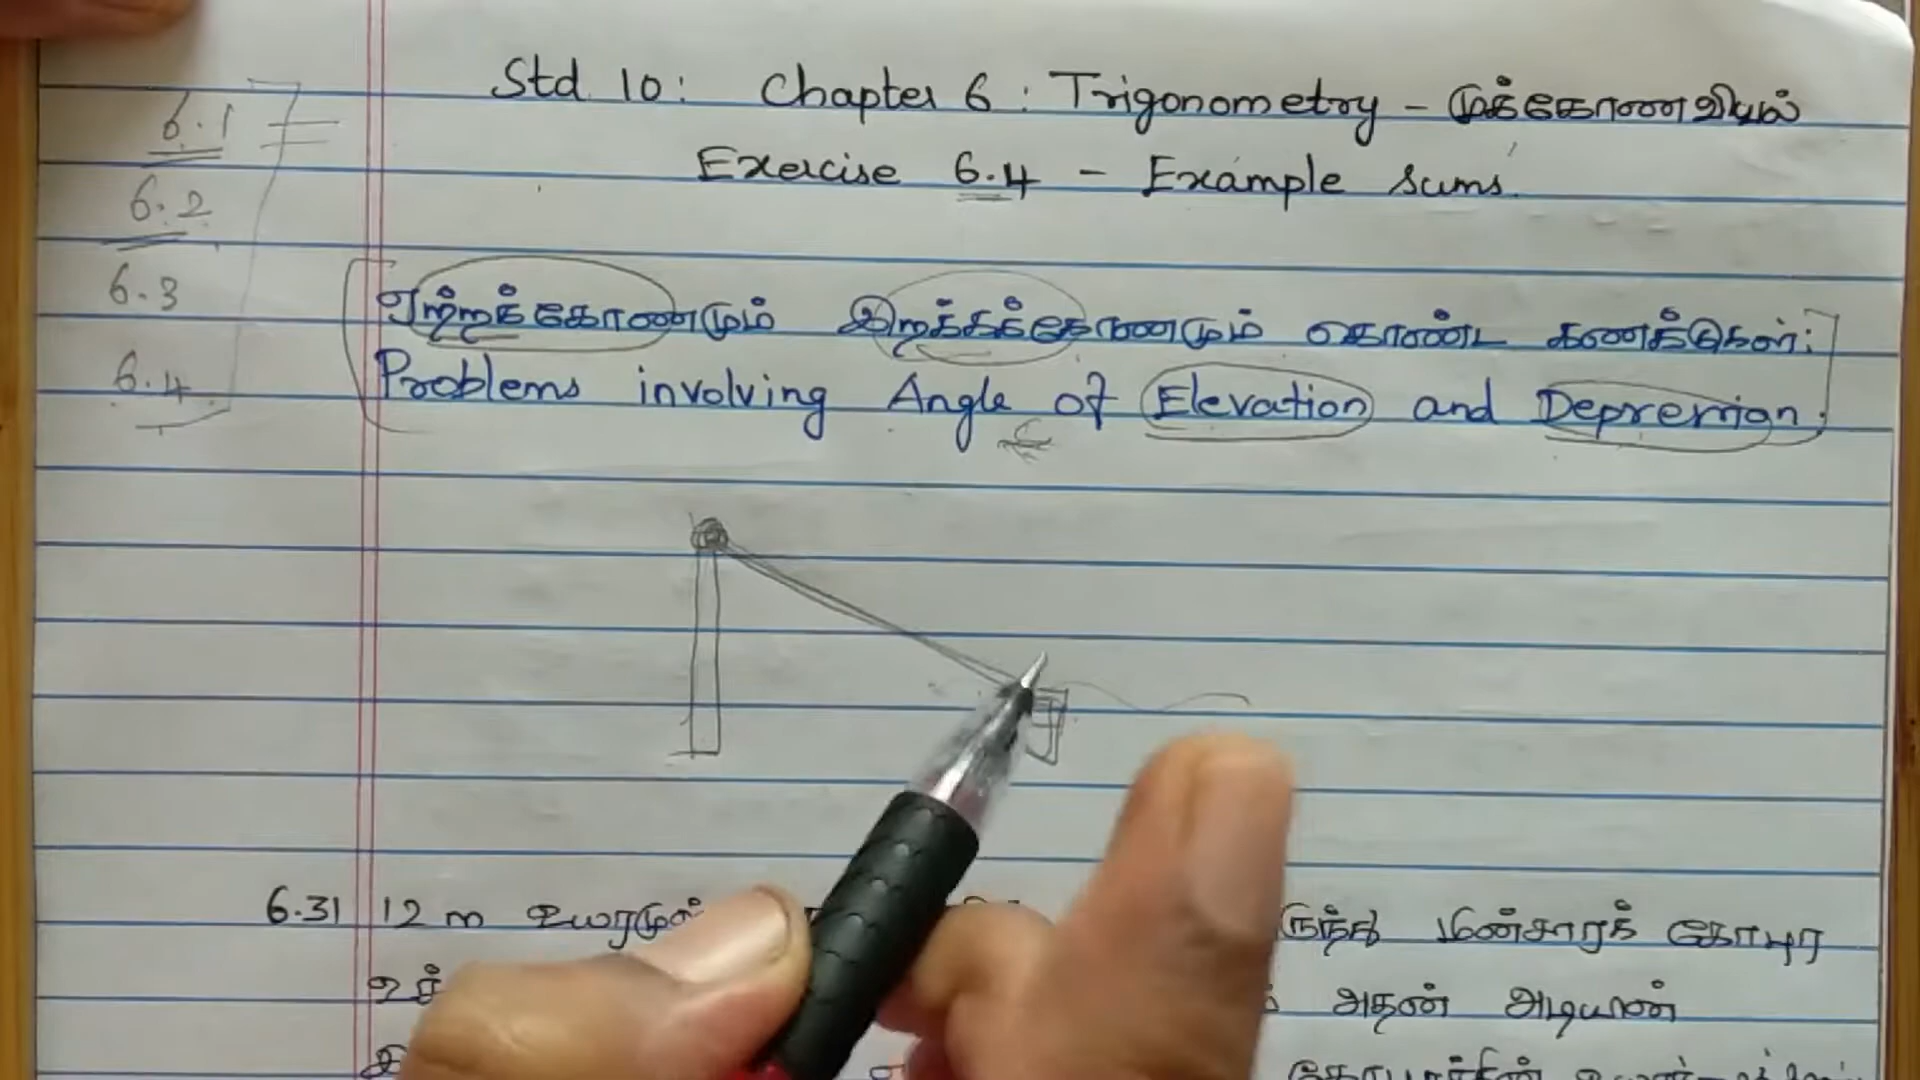 Std 10: Chapter 6 : Trigonometry - முக்கோணவியல்
Exercise 6.4 - Example sums.
6.1
6.2
6.3
6.4
ஏற்றக்கோணமும் இறக்கக்கோணமும் கொண்ட கணக்குகள்:
Problems involving Angle of Elevation and Depression.
6.31 12 m மின்சாரக் கோபுர
அதன் அடியின்